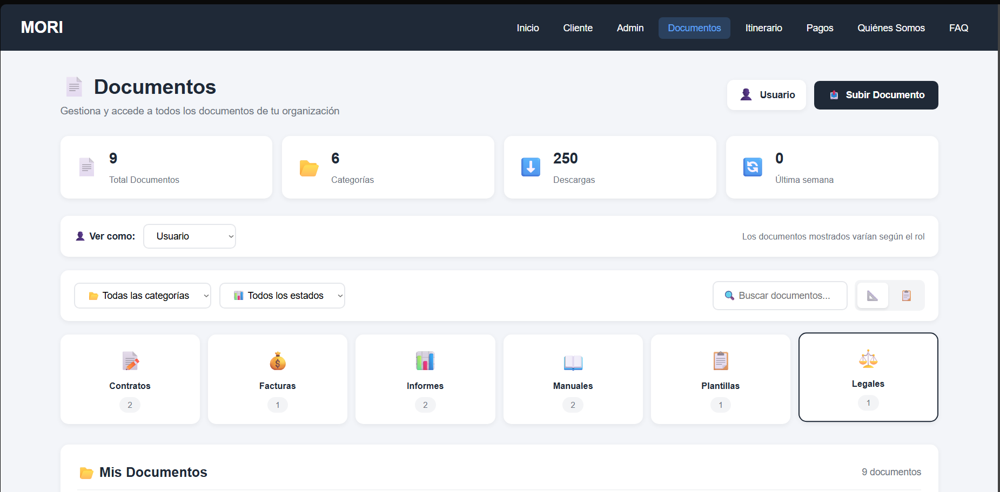 MORI
Inicio Cliente Admin Documentos Itinerario Pagos Quiénes Somos FAQ
Documentos
Gestiona y accede a todos los documentos de tu organización
Usuario
Subir Documento
9
Total Documentos
6
Categorías
250
Descargas
0
Última semana
Ver como: Usuario
Los documentos mostrados varían según el rol
Todas las categorías
Todos los estados
Buscar documentos...
Contratos
2
Facturas
1
Informes
2
Manuales
2
Plantillas
1
Legales
1
Mis Documentos
9 documentos